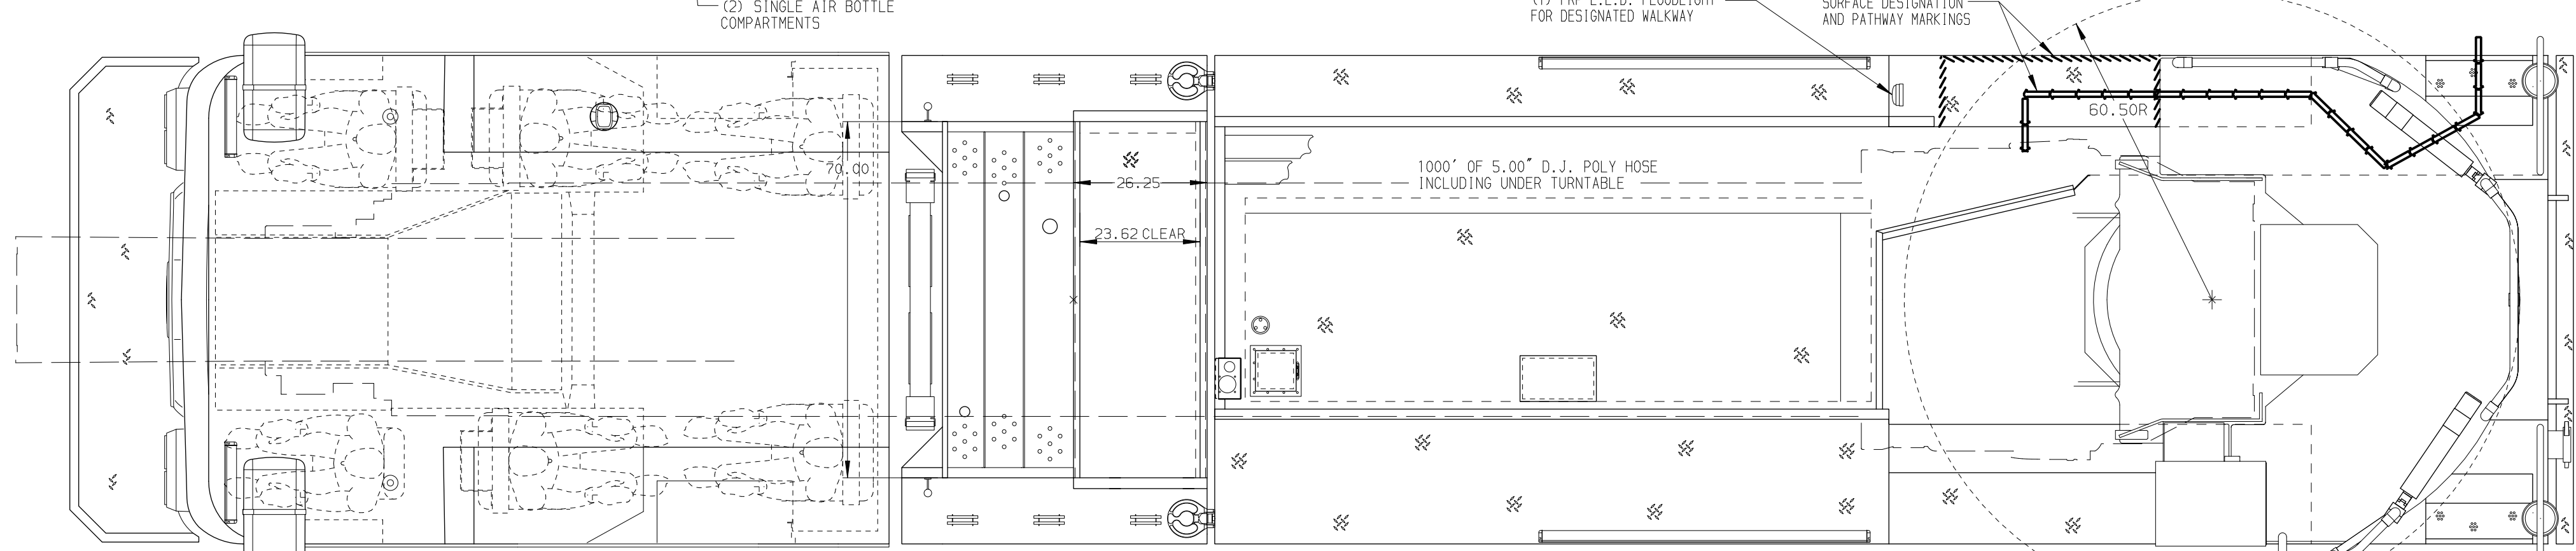 (2) SINGLE AIR BOTTLE
COMPARTMENTS
FOR DESIGNATED WALKWAY
SURFACE DESIGNATION
AND PATHWAY MARKINGS
60.50R
70.00
26.25
1000' OF 5.00" D.J. POLY HOSE
INCLUDING UNDER TURNTABLE
23.62 CLEAR